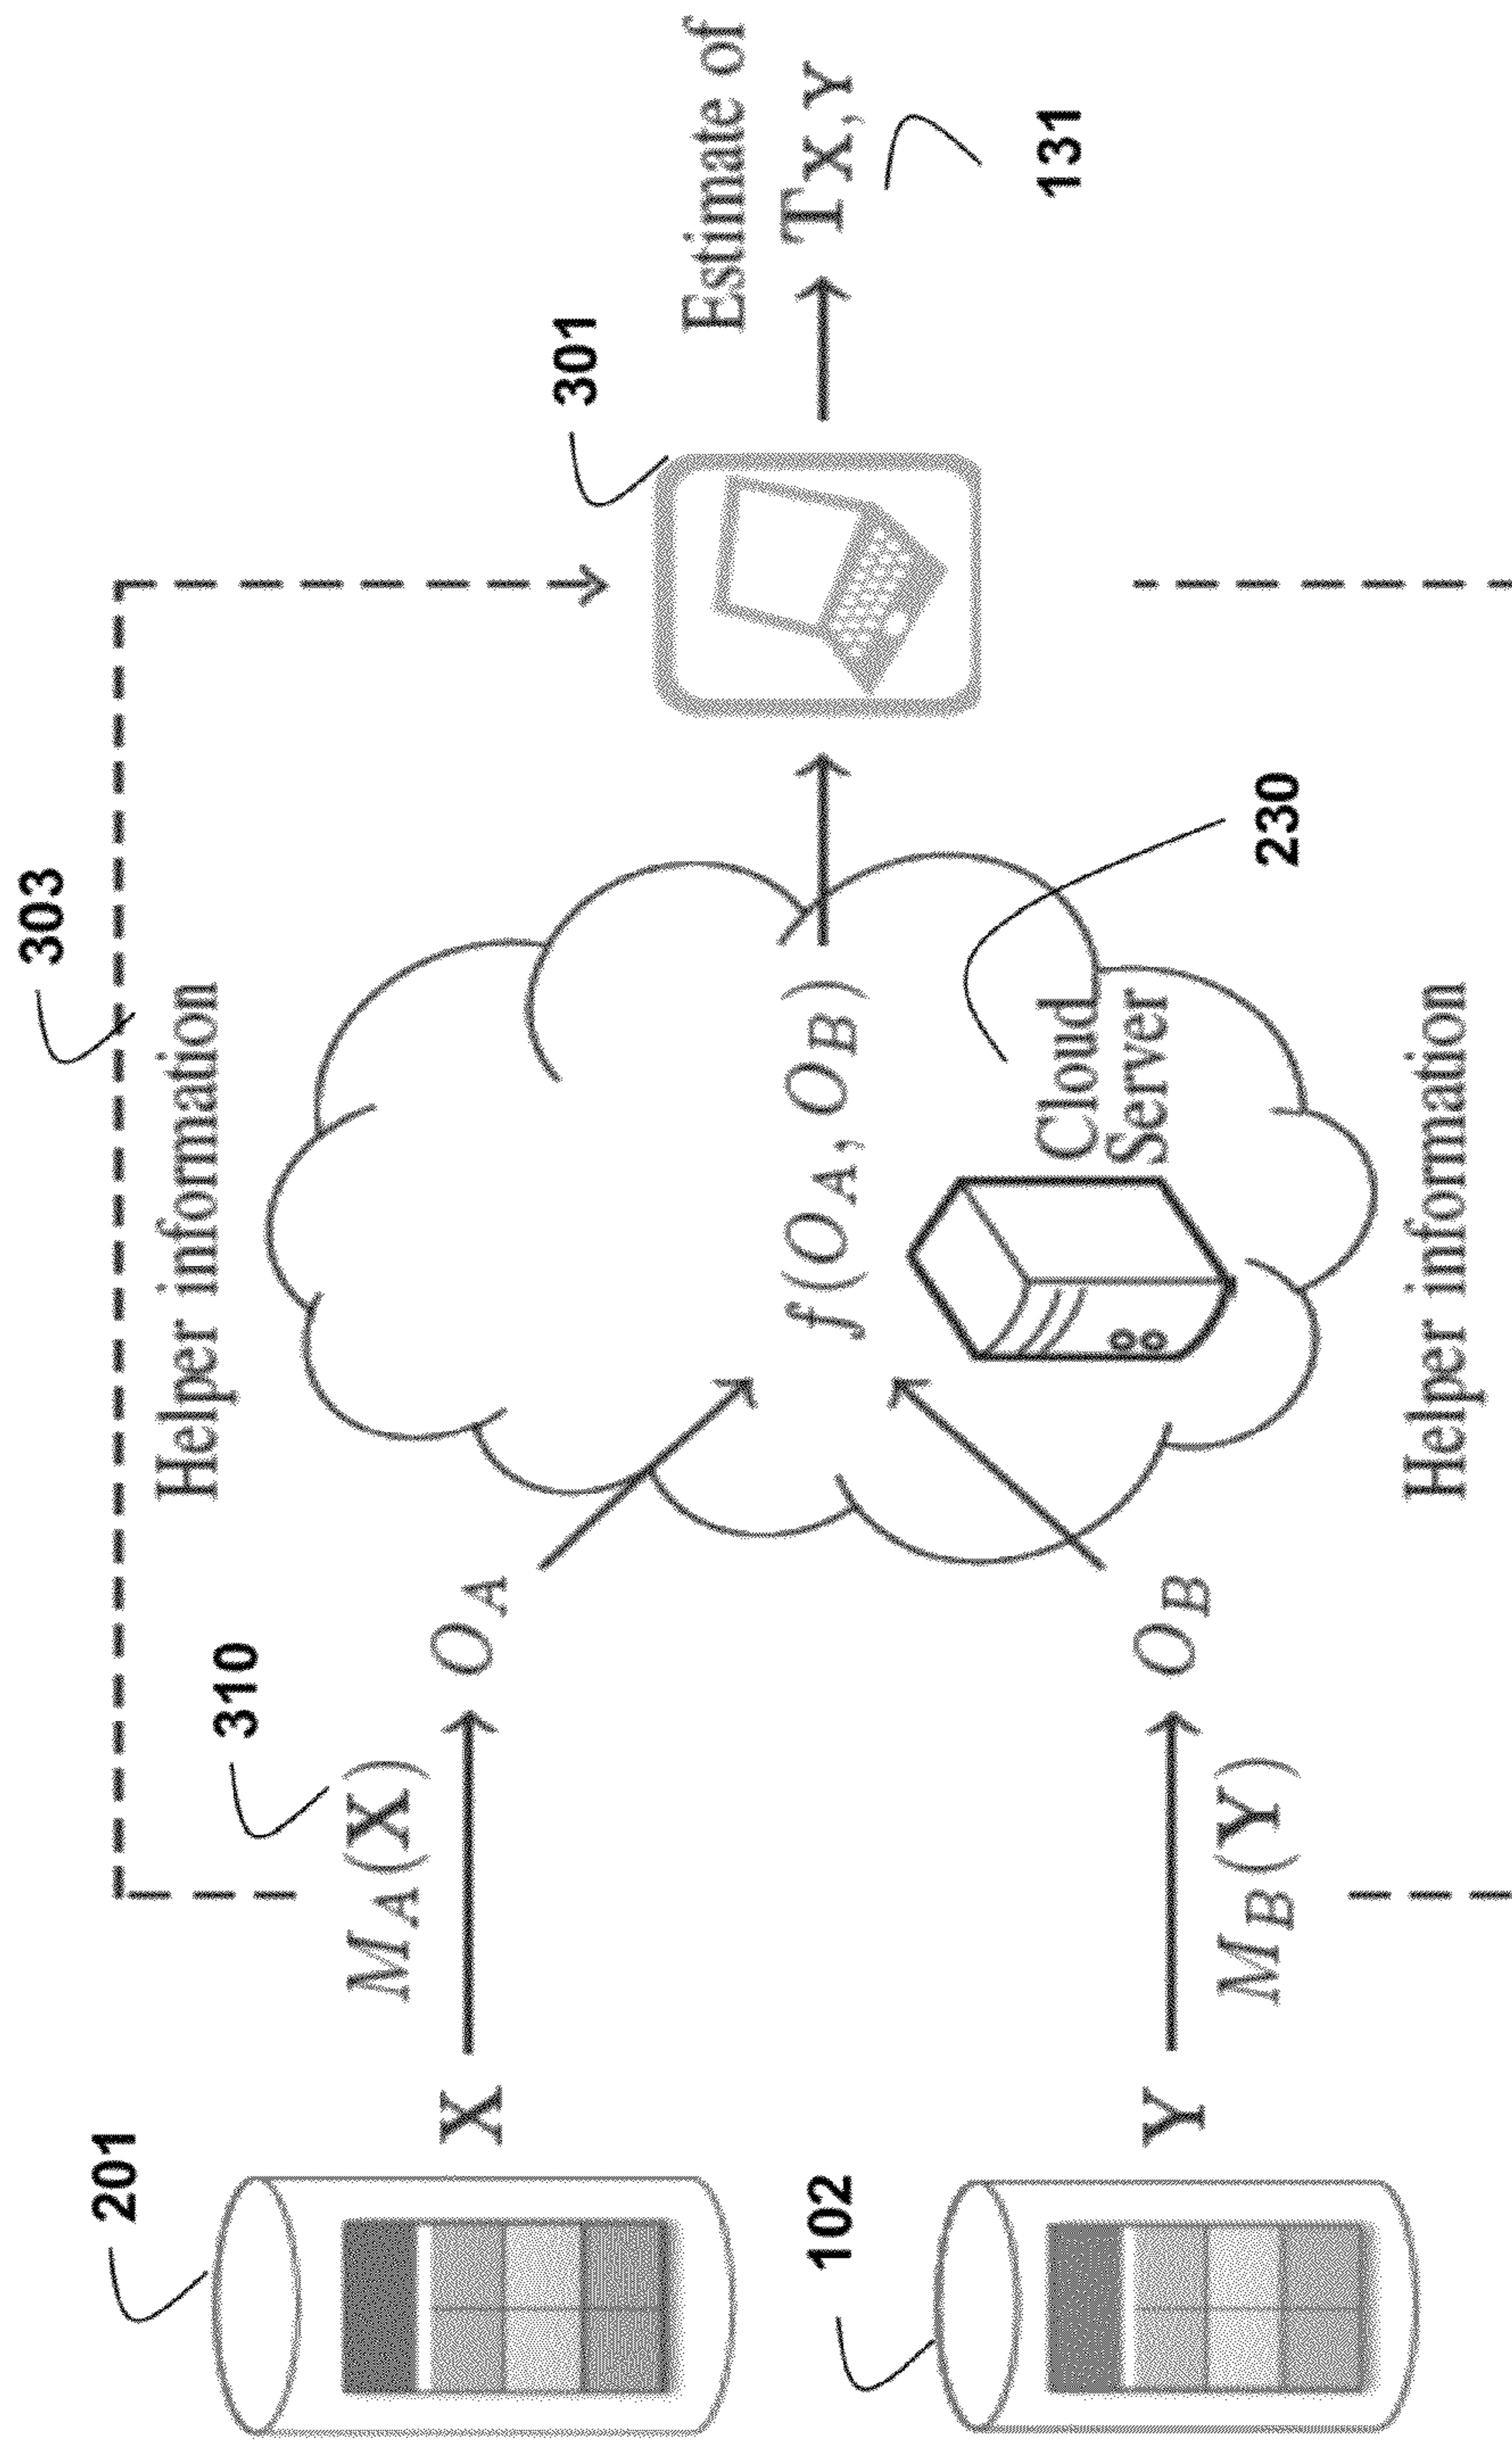 303
Helper information
201
310
M_A(X)
X
O_A
301
Estimate of
T_X,Y
131
f(O_A, O_B)
Cloud
Server
230
102
Y
O_B
M_B(Y)
Helper information